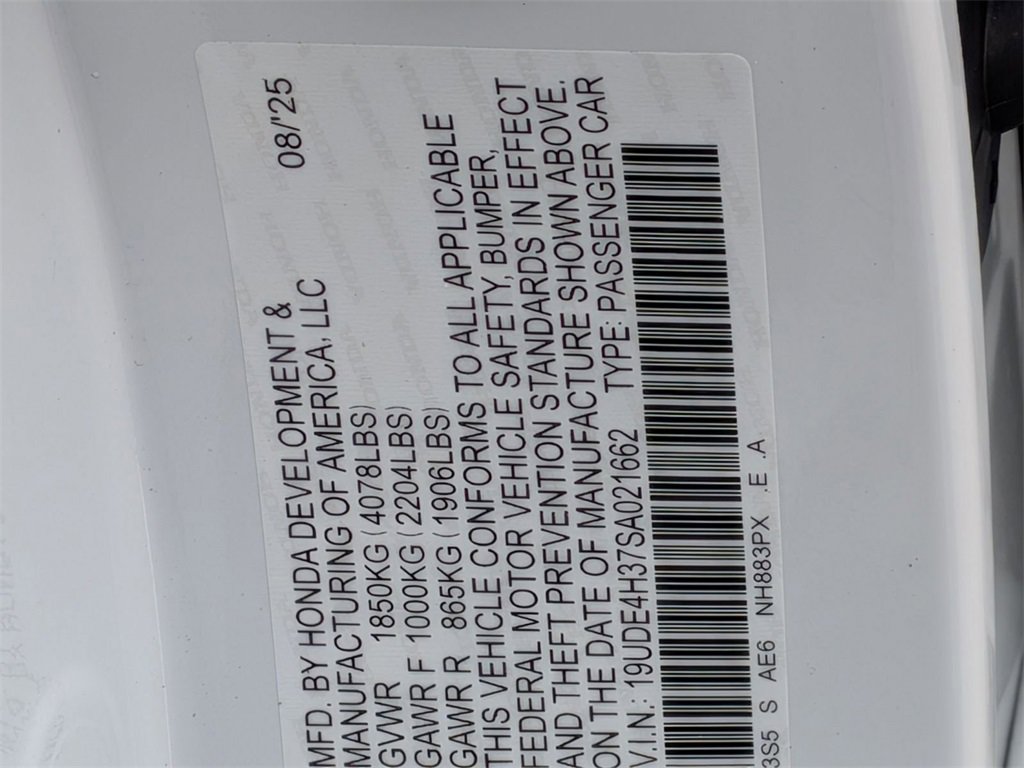 MFD. BY HONDA DEVELOPMENT & 08/'25
MANUFACTURING OF AMERICA, LLC
GVWR 1850KG (4078LBS)
GAWR F 1000KG (2204LBS)
GAWR R 865KG (1906LBS)
THIS VEHICLE CONFORMS TO ALL APPLICABLE
FEDERAL MOTOR VEHICLE SAFETY, BUMPER,
AND THEFT PREVENTION STANDARDS IN EFFECT
ON THE DATE OF MANUFACTURE SHOWN ABOVE.
V.I.N.: 19UDE4H37SA021662 TYPE: PASSENGER CAR
3S5 S AE6 NH883PX .E .A